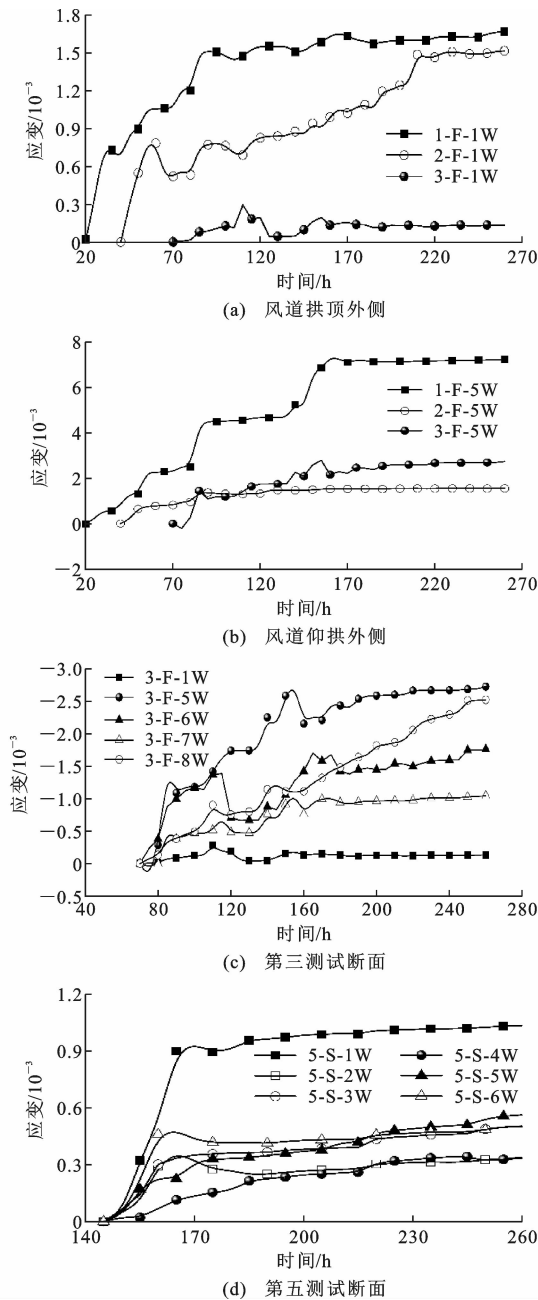 1.8
1.5
1.2
0.9
0.6
0.3
0
应变/10⁻³
1-F-1W
2-F-1W
3-F-1W
20 70 120 170 220 270
时间/h
(a) 风道拱顶外侧
8
6
4
2
0
−2
应变/10⁻³
1-F-5W
2-F-5W
3-F-5W
20 70 120 170 220 270
时间/h
(b) 风道仰拱外侧
−3.0
−2.5
−2.0
−1.5
−1.0
−0.5
0
−0.5
应变/10⁻³
3-F-1W
3-F-5W
3-F-6W
3-F-7W
3-F-8W
40 80 120 160 200 240 280
时间/h
(c) 第三测试断面
1.2
0.9
0.6
0.3
0
应变/10⁻³
5-S-1W 5-S-4W
5-S-2W 5-S-5W
5-S-3W 5-S-6W
140 170 200 230 260
时间/h
(d) 第五测试断面